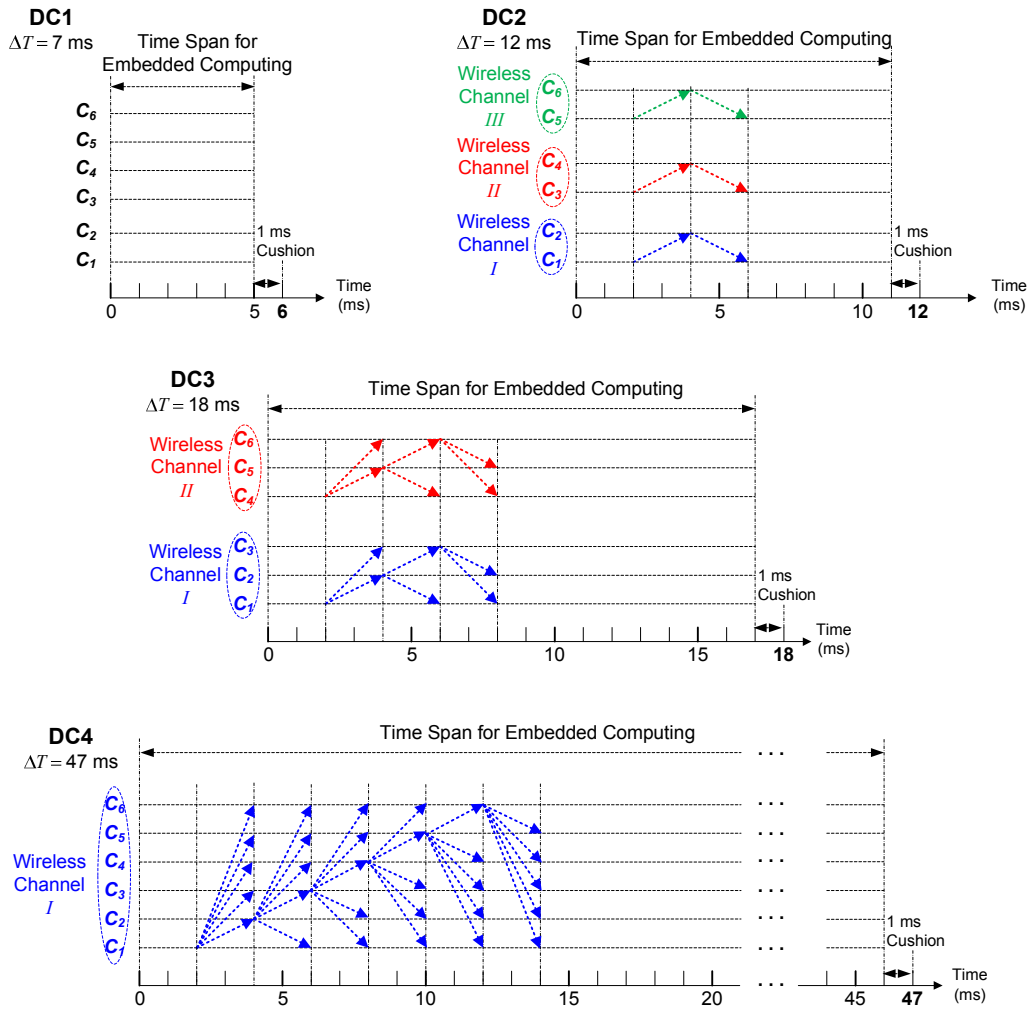 DC1
ΔT = 7 ms
Time Span for
Embedded Computing
C6
C5
C4
C3
C2
C1
1 ms
Cushion
0
5
6
Time
(ms)
DC2
ΔT = 12 ms
Time Span for Embedded Computing
Wireless
Channel
III
C6
C5
Wireless
Channel
II
C4
C3
Wireless
Channel
I
C2
C1
1 ms
Cushion
0
5
10
12
Time
(ms)
DC3
ΔT = 18 ms
Time Span for Embedded Computing
Wireless
Channel
II
C6
C5
C4
Wireless
Channel
I
C3
C2
C1
1 ms
Cushion
0
5
10
15
18
Time
(ms)
DC4
ΔT = 47 ms
Time Span for Embedded Computing
. . .
Wireless
Channel
I
C6
C5
C4
C3
C2
C1
. . .
. . .
. . .
. . .
. . .
. . .
1 ms
Cushion
0
5
10
15
20
. . .
45
47
Time
(ms)